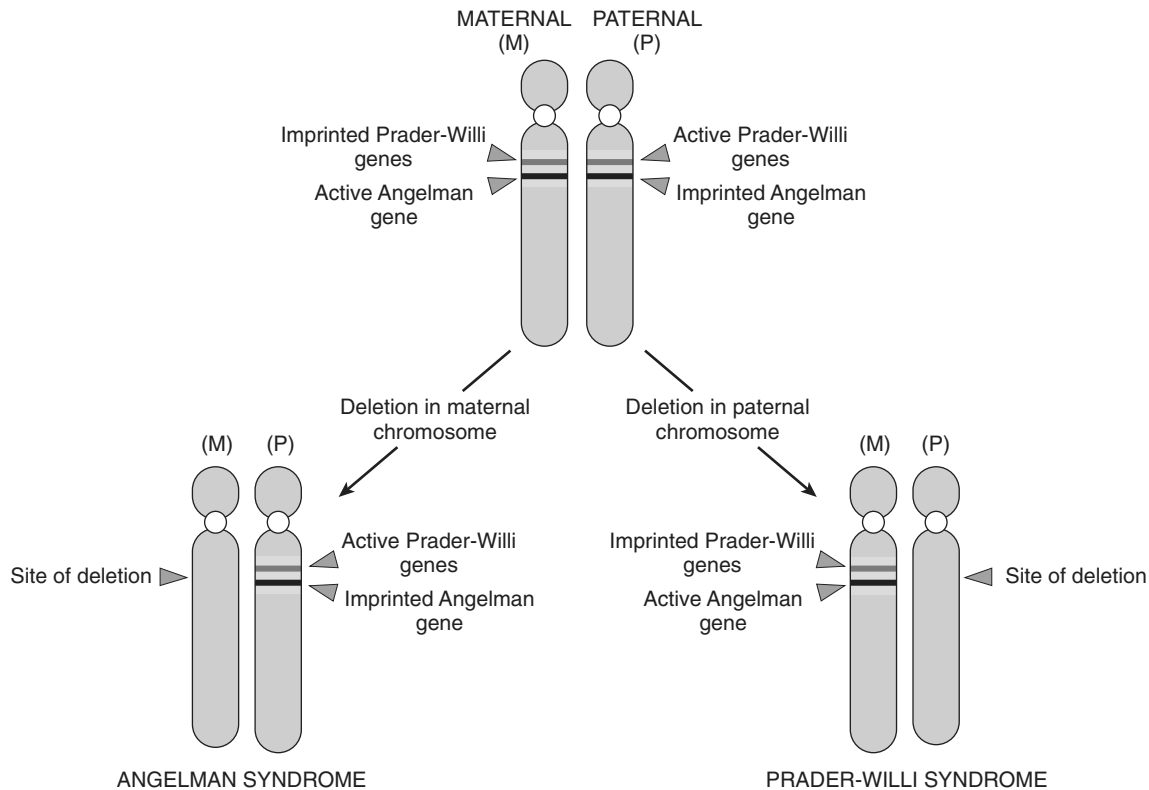 MATERNAL
(M)
PATERNAL
(P)
Imprinted Prader-Willi
genes
Active Angelman
gene
Active Prader-Willi
genes
Imprinted Angelman
gene
Deletion in maternal
chromosome
Deletion in paternal
chromosome
(M)
(P)
Site of deletion
Active Prader-Willi
genes
Imprinted Angelman
gene
ANGELMAN SYNDROME
(M)
(P)
Imprinted Prader-Willi
genes
Active Angelman
gene
Site of deletion
PRADER-WILLI SYNDROME